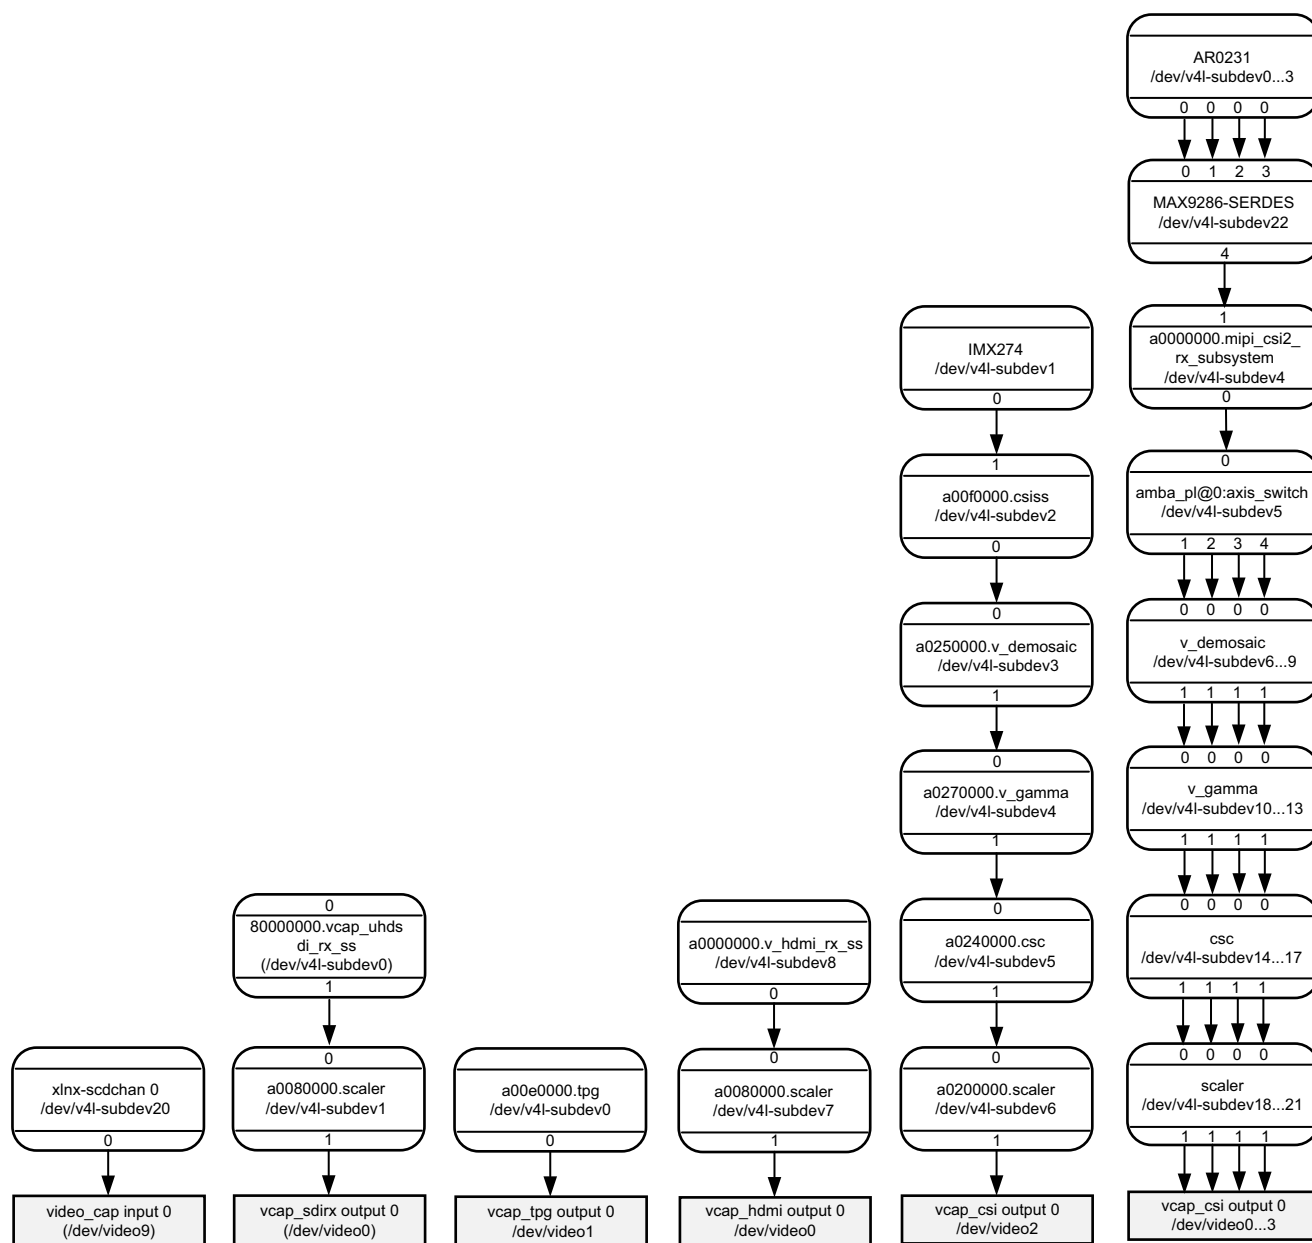 AR0231
/dev/v4l-subdev0...3
0 0 0 0
0 1 2 3
MAX9286-SERDES
/dev/v4l-subdev22
4
1
a0000000.mipi_csi2_
rx_subsystem
/dev/v4l-subdev4
0
0
amba_pl@0:axis_switch
/dev/v4l-subdev5
1 2 3 4
0 0 0 0
v_demosaic
/dev/v4l-subdev6...9
1 1 1 1
0 0 0 0
v_gamma
/dev/v4l-subdev10...13
1 1 1 1
0 0 0 0
csc
/dev/v4l-subdev14...17
1 1 1 1
0 0 0 0
scaler
/dev/v4l-subdev18...21
1 1 1 1
vcap_csi output 0
/dev/video0...3
IMX274
/dev/v4l-subdev1
0
1
a00f0000.csiss
/dev/v4l-subdev2
0
0
a0250000.v_demosaic
/dev/v4l-subdev3
1
0
a0270000.v_gamma
/dev/v4l-subdev4
1
0
a0240000.csc
/dev/v4l-subdev5
1
0
a0200000.scaler
/dev/v4l-subdev6
1
vcap_csi output 0
/dev/video2
a0000000.v_hdmi_rx_ss
/dev/v4l-subdev8
0
0
a0080000.scaler
/dev/v4l-subdev7
1
vcap_hdmi output 0
/dev/video0
a00e0000.tpg
/dev/v4l-subdev0
0
vcap_tpg output 0
/dev/video1
0
80000000.vcap_uhds
di_rx_ss
(/dev/v4l-subdev0)
1
0
a0080000.scaler
/dev/v4l-subdev1
1
vcap_sdirx output 0
(/dev/video0)
xlnx-scdchan 0
/dev/v4l-subdev20
0
video_cap input 0
(/dev/video9)